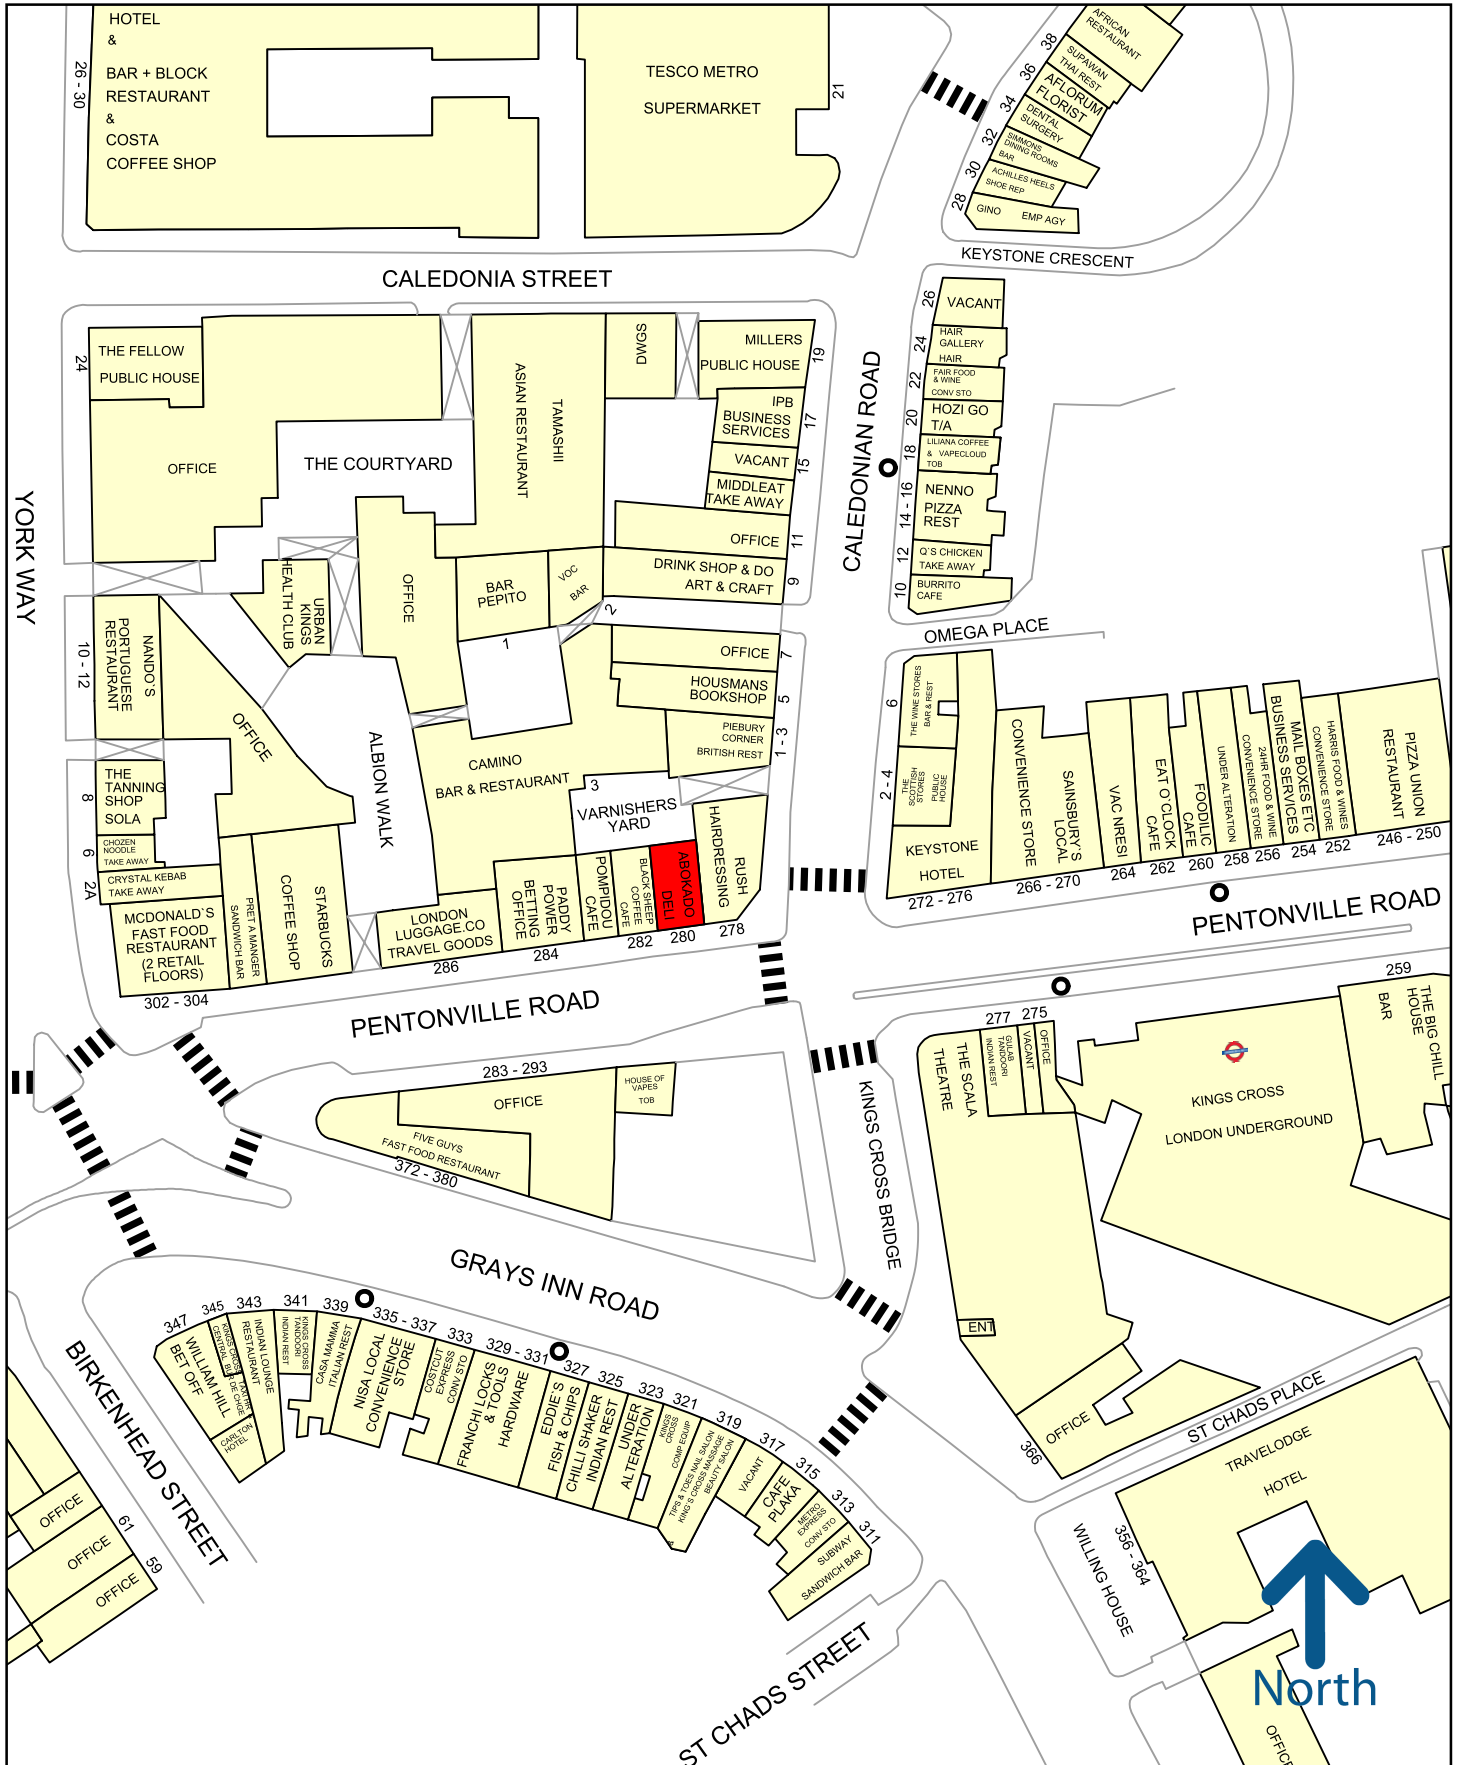 HOTEL
&
BAR + BLOCK
RESTAURANT
&
COSTA
COFFEE SHOP
26 - 30
TESCO METRO
SUPERMARKET
21
AFRICAN
RESTAURANT
38
SUPAWAN
THAI REST
36
AFLORUM
FLORIST
34
DENTAL
SURGERY
32
SIMMONS
DINING ROOMS
BAR
30
ACHILLES HEELS
SHOE REP
28
GINO EMP AGY
KEYSTONE CRESCENT
CALEDONIA STREET
24
THE FELLOW
PUBLIC HOUSE
OFFICE
THE COURTYARD
TAMASHII
ASIAN RESTAURANT
DWGS
MILLERS
PUBLIC HOUSE
19
IPB
BUSINESS
SERVICES
17
VACANT
15
MIDDLEAT
TAKE AWAY
OFFICE
11
DRINK SHOP & DO
ART & CRAFT
9
CALEDONIAN ROAD
26
VACANT
24
HAIR
GALLERY
HAIR
22
FAIR FOOD
& WINE
CONV STO
20
HOZI GO
T/A
18
LILIANA COFFEE
& VAPECLOUD
TOB
14 - 16
NENNO
PIZZA
REST
12
Q`S CHICKEN
TAKE AWAY
10
BURRITO
CAFE
OMEGA PLACE
YORK WAY
URBAN
KINGS
HEALTH CLUB
OFFICE
BAR
PEPITO
1
VOC
BAR
2
OFFICE
7
HOUSMANS
BOOKSHOP
5
PIEBURY
CORNER
BRITISH REST
1 - 3
10 - 12
NANDO`S
PORTUGUESE
RESTAURANT
OFFICE
ALBION WALK
CAMINO
BAR & RESTAURANT
3
VARNISHERS
YARD
8
THE
TANNING
SHOP
SOLA
6
CHOZEN
NOODLE
TAKE AWAY
2A
CRYSTAL KEBAB
TAKE AWAY
MCDONALD`S
FAST FOOD
RESTAURANT
(2 RETAIL
FLOORS)
302 - 304
PRET A MANGER
SANDWICH BAR
STARBUCKS
COFFEE SHOP
LONDON
LUGGAGE.CO
TRAVEL GOODS
286
PADDY
POWER
BETTING
OFFICE
284
POMPIDOU
CAFE
BLACK SHEEP
COFFEE
CAFE
282
ABOKADO
DELI
280
RUSH
HAIRDRESSING
278
6
THE WINE STORES
BAR & REST
2 - 4
THE
SCOTTISH
STORES
PUBLIC
HOUSE
KEYSTONE
HOTEL
272 - 276
SAINSBURY`S
LOCAL
CONVENIENCE STORE
266 - 270
VAC NRESI
264
EAT O`CLOCK
CAFE
262
FOODILIC
CAFE
260
UNDER ALTERATION
258
24HR FOOD & WINE
CONVENIENCE STORE
256
MAIL BOXES ETC
BUSINESS SERVICES
254
HARRIS FOOD & WINES
CONVENIENCE STORE
252
PIZZA UNION
RESTAURANT
246 - 250
PENTONVILLE ROAD
PENTONVILLE ROAD
283 - 293
OFFICE
HOUSE OF
VAPES
TOB
FIVE GUYS
FAST FOOD RESTAURANT
372 - 380
KINGS CROSS BRIDGE
THE SCALA
THEATRE
277
GULAB
TANDOORI
INDIAN REST
275
VACANT
OFFICE
KINGS CROSS
LONDON UNDERGROUND
259
THE BIG CHILL
HOUSE
BAR
ENT
OFFICE
366
ST CHADS PLACE
TRAVELODGE
HOTEL
356 - 364
WILLING HOUSE
OFFICE
North
GRAYS INN ROAD
347
WILLIAM HILL
BET OFF
345
KINGS CROSS
CENTRAL
343
INDIAN LOUNGE
RESTAURANT
CARLTON
HOTEL
341
KINGS CROSS
TANDOORI
INDIAN REST
339
CASA MAMMA
ITALIAN REST
335 - 337
NISA LOCAL
CONVENIENCE
STORE
333
COSTCUT
EXPRESS
CONV STO
329 - 331
FRANCHI LOCKS
& TOOLS
HARDWARE
327
EDDIE`S
FISH & CHIPS
325
CHILLI SHAKER
INDIAN REST
323
UNDER
ALTERATION
321
KINGS
CROSS
COMP EQUIP
319
TIPS & TOES NAIL SALON
KING`S CROSS MASSAGE
BEAUTY SALON
317
VACANT
315
CAFE
PLAKA
313
METRO
EXPRESS
CONV STO
311
SUBWAY
SANDWICH BAR
BIRKENHEAD STREET
OFFICE
61
OFFICE
59
OFFICE
ST CHADS STREET